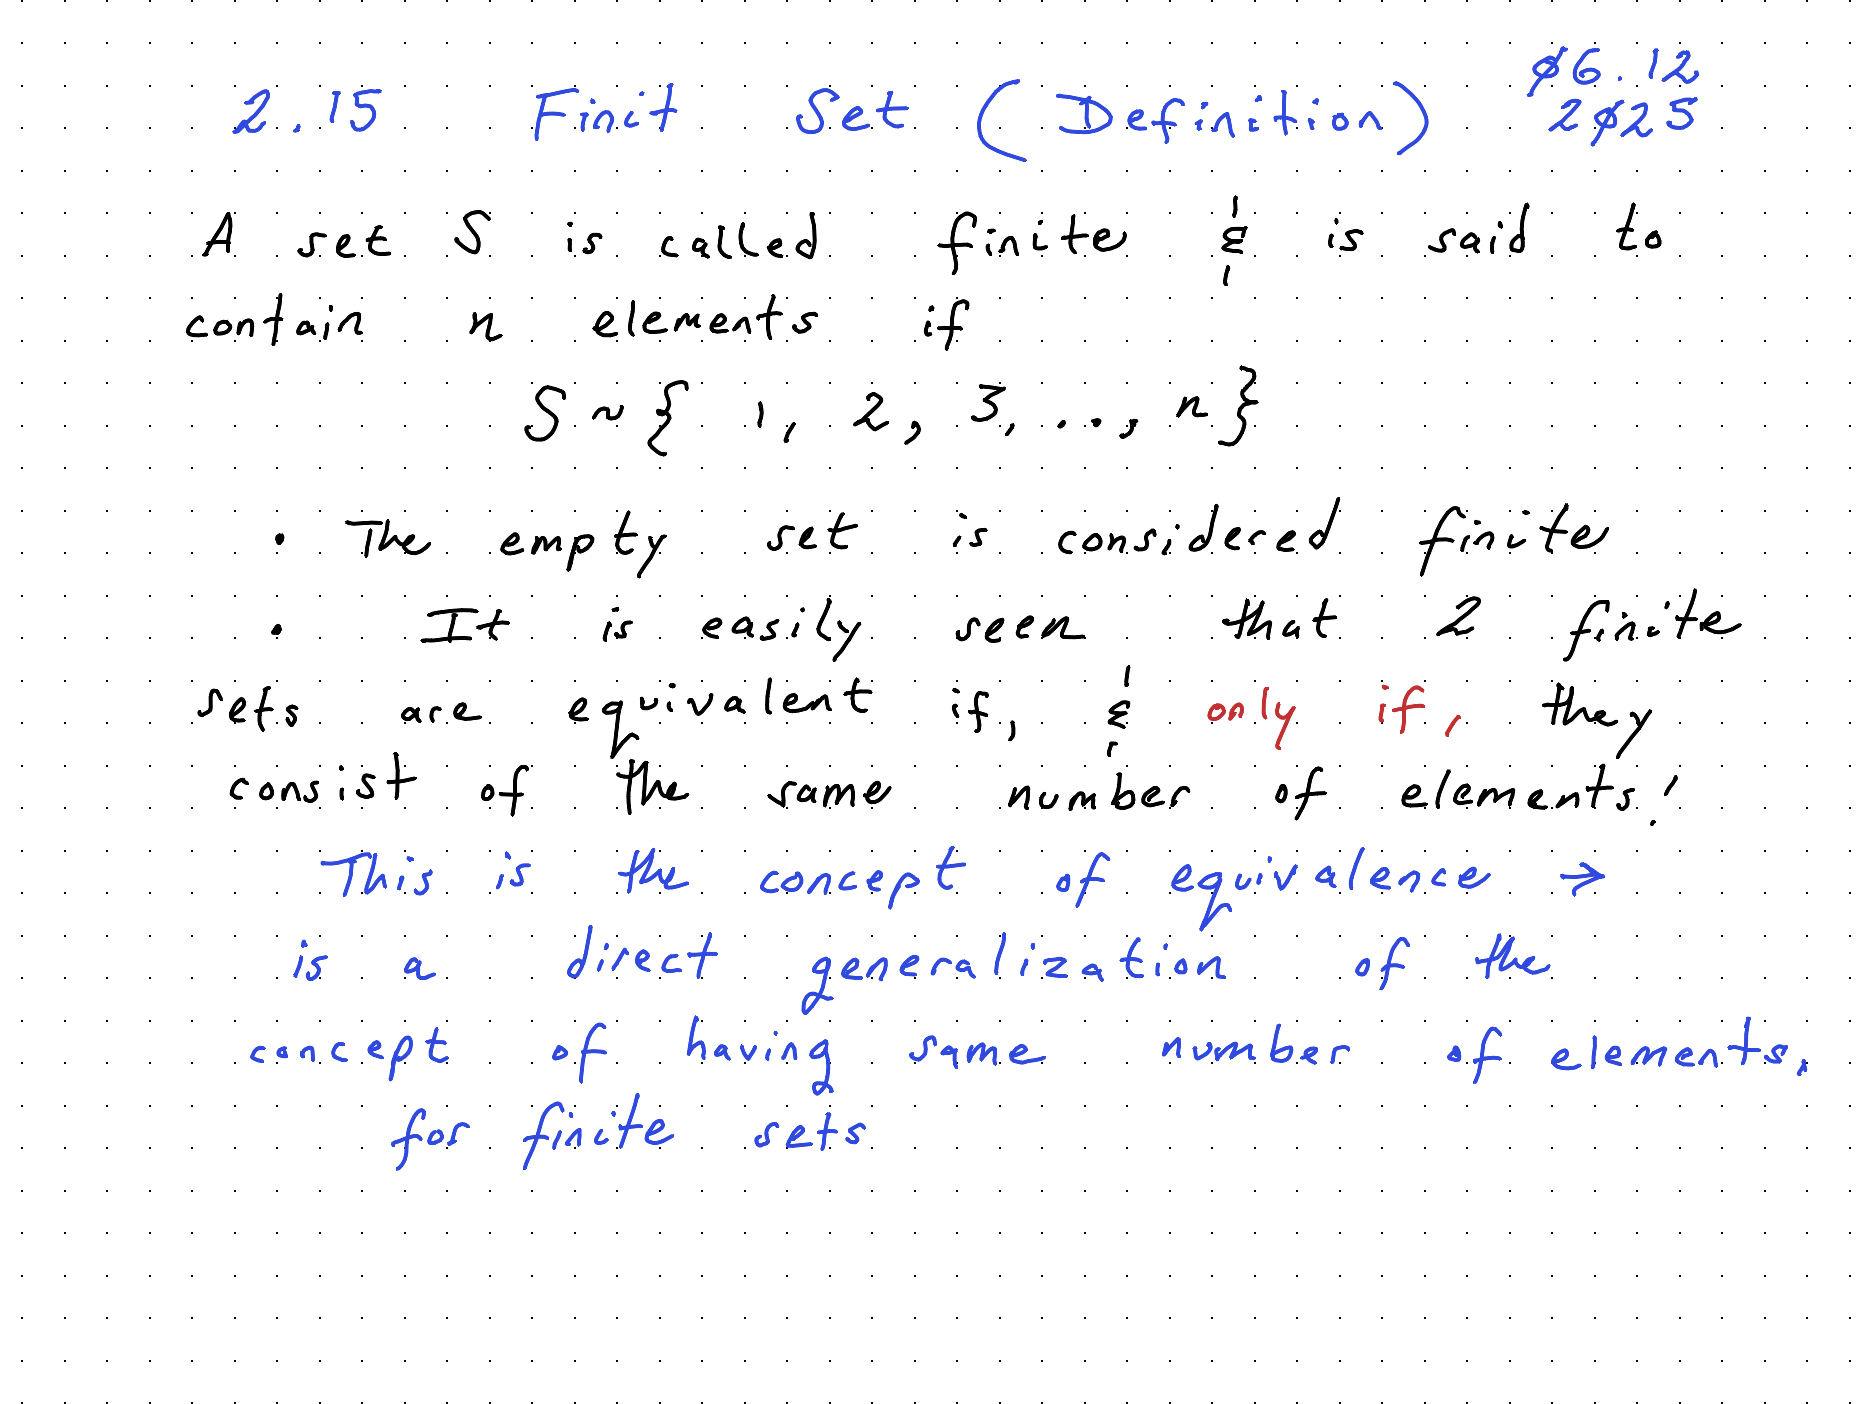 2.15 Finit Set (Definition) ø6.12
2ø25
A set S is called finite & is said to
contain n elements if
S ~ { 1, 2, 3, ..., n }
• The empty set is considered finite
• It is easily seen that 2 finite
sets are equivalent if, & only if, they
consist of the same number of elements!
This is the concept of equivalence →
is a direct generalization of the
concept of having same number of elements,
for finite sets